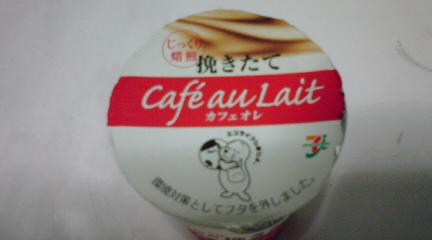 じっくり
焙煎
挽きたて
Café au Lait
カフェオレ
環境対策としてフタを外しました。